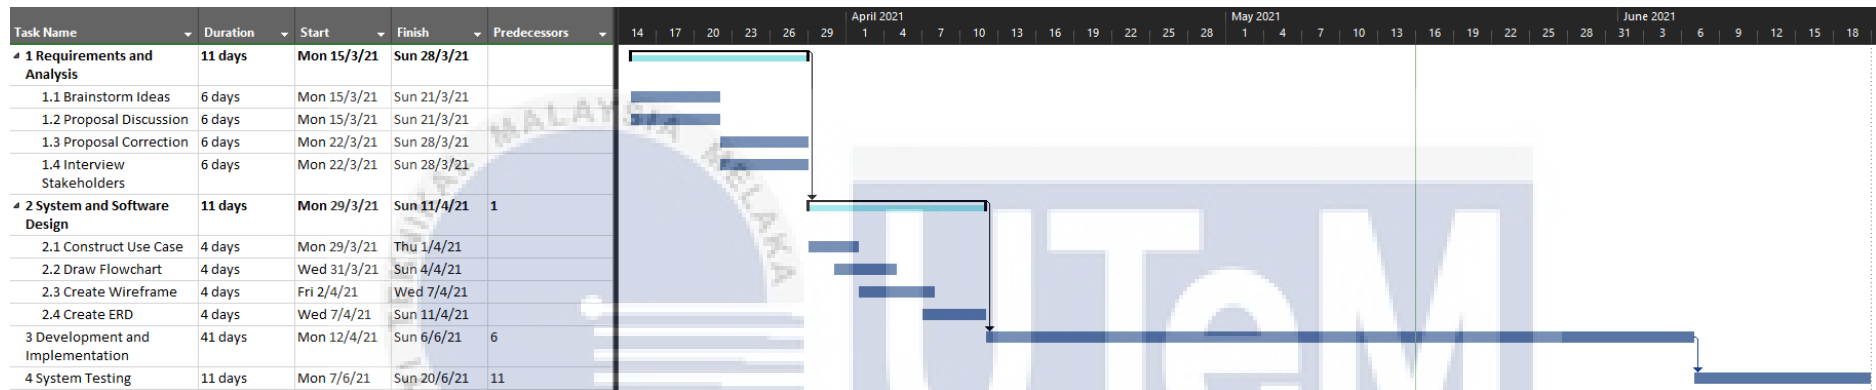 April 2021 May 2021 June 2021
Task Name Duration Start Finish Predecessors 14 17 20 23 26 29 1 4 7 10 13 16 19 22 25 28 1 4 7 10 13 16 19 22 25 28 31 3 6 9 12 15 18
1 Requirements and 11 days Mon 15/3/21 Sun 28/3/21
Analysis
1.1 Brainstorm Ideas 6 days Mon 15/3/21 Sun 21/3/21
1.2 Proposal Discussion 6 days Mon 15/3/21 Sun 21/3/21
1.3 Proposal Correction 6 days Mon 22/3/21 Sun 28/3/21
1.4 Interview 6 days Mon 22/3/21 Sun 28/3/21
Stakeholders
2 System and Software 11 days Mon 29/3/21 Sun 11/4/21 1
Design
2.1 Construct Use Case 4 days Mon 29/3/21 Thu 1/4/21
2.2 Draw Flowchart 4 days Wed 31/3/21 Sun 4/4/21
2.3 Create Wireframe 4 days Fri 2/4/21 Wed 7/4/21
2.4 Create ERD 4 days Wed 7/4/21 Sun 11/4/21
3 Development and 41 days Mon 12/4/21 Sun 6/6/21 6
Implementation
4 System Testing 11 days Mon 7/6/21 Sun 20/6/21 11
MALAYSIA MELAKA
UTeM